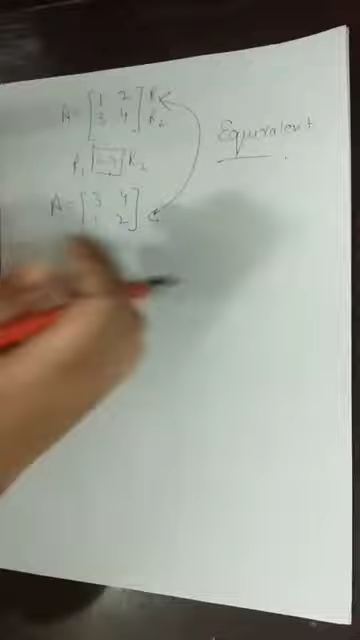 A = [ 1 2 ] R₁
3 4 R₂
Equivalent
R₁ ↔ R₂
A = [ 3 4 ]
1 2